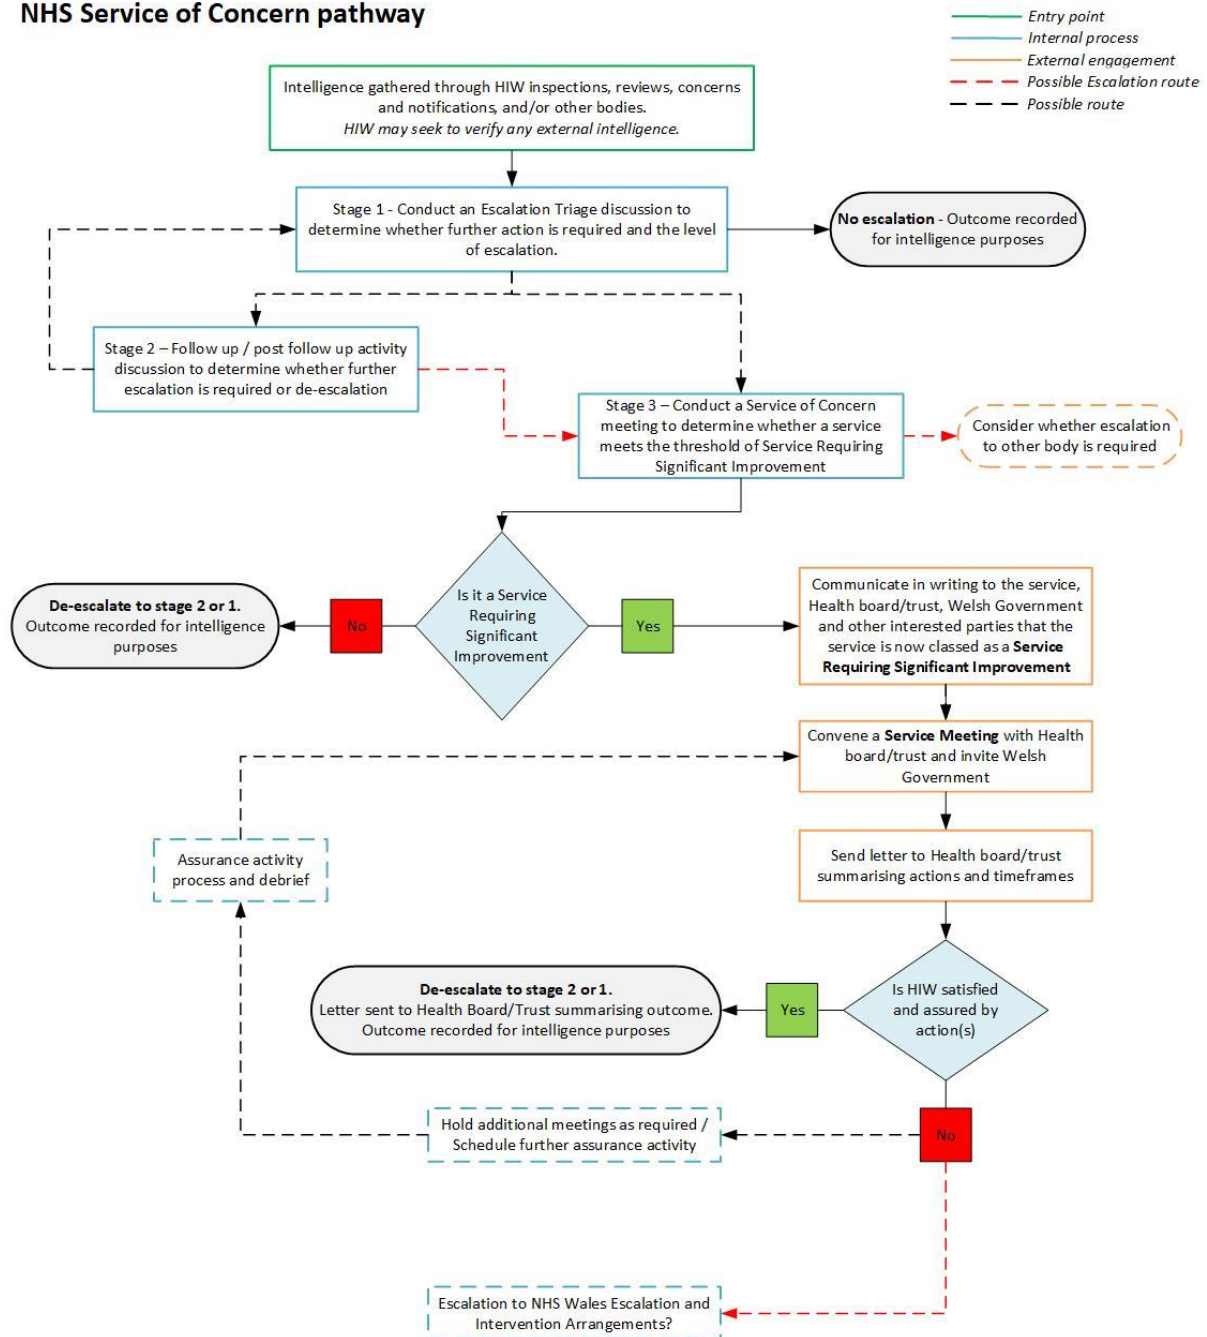 NHS Service of Concern pathway
Entry point
Internal process
External engagement
Possible Escalation route
Possible route
Intelligence gathered through HIW inspections, reviews, concerns
and notifications, and/or other bodies.
HIW may seek to verify any external intelligence.
Stage 1 - Conduct an Escalation Triage discussion to
determine whether further action is required and the level
of escalation.
No escalation - Outcome recorded
for intelligence purposes
Stage 2 – Follow up / post follow up activity
discussion to determine whether further
escalation is required or de-escalation
Stage 3 – Conduct a Service of Concern
meeting to determine whether a service
meets the threshold of Service Requiring
Significant Improvement
Consider whether escalation
to other body is required
De-escalate to stage 2 or 1.
Outcome recorded for intelligence
purposes
No
Is it a Service
Requiring
Significant
Improvement
Yes
Communicate in writing to the service,
Health board/trust, Welsh Government
and other interested parties that the
service is now classed as a Service
Requiring Significant Improvement
Convene a Service Meeting with Health
board/trust and invite Welsh
Government
Assurance activity
process and debrief
Send letter to Health board/trust
summarising actions and timeframes
De-escalate to stage 2 or 1.
Letter sent to Health Board/Trust summarising outcome.
Outcome recorded for intelligence purposes
Yes
Is HIW satisfied
and assured by
action(s)
Hold additional meetings as required /
Schedule further assurance activity
No
Escalation to NHS Wales Escalation and
Intervention Arrangements?